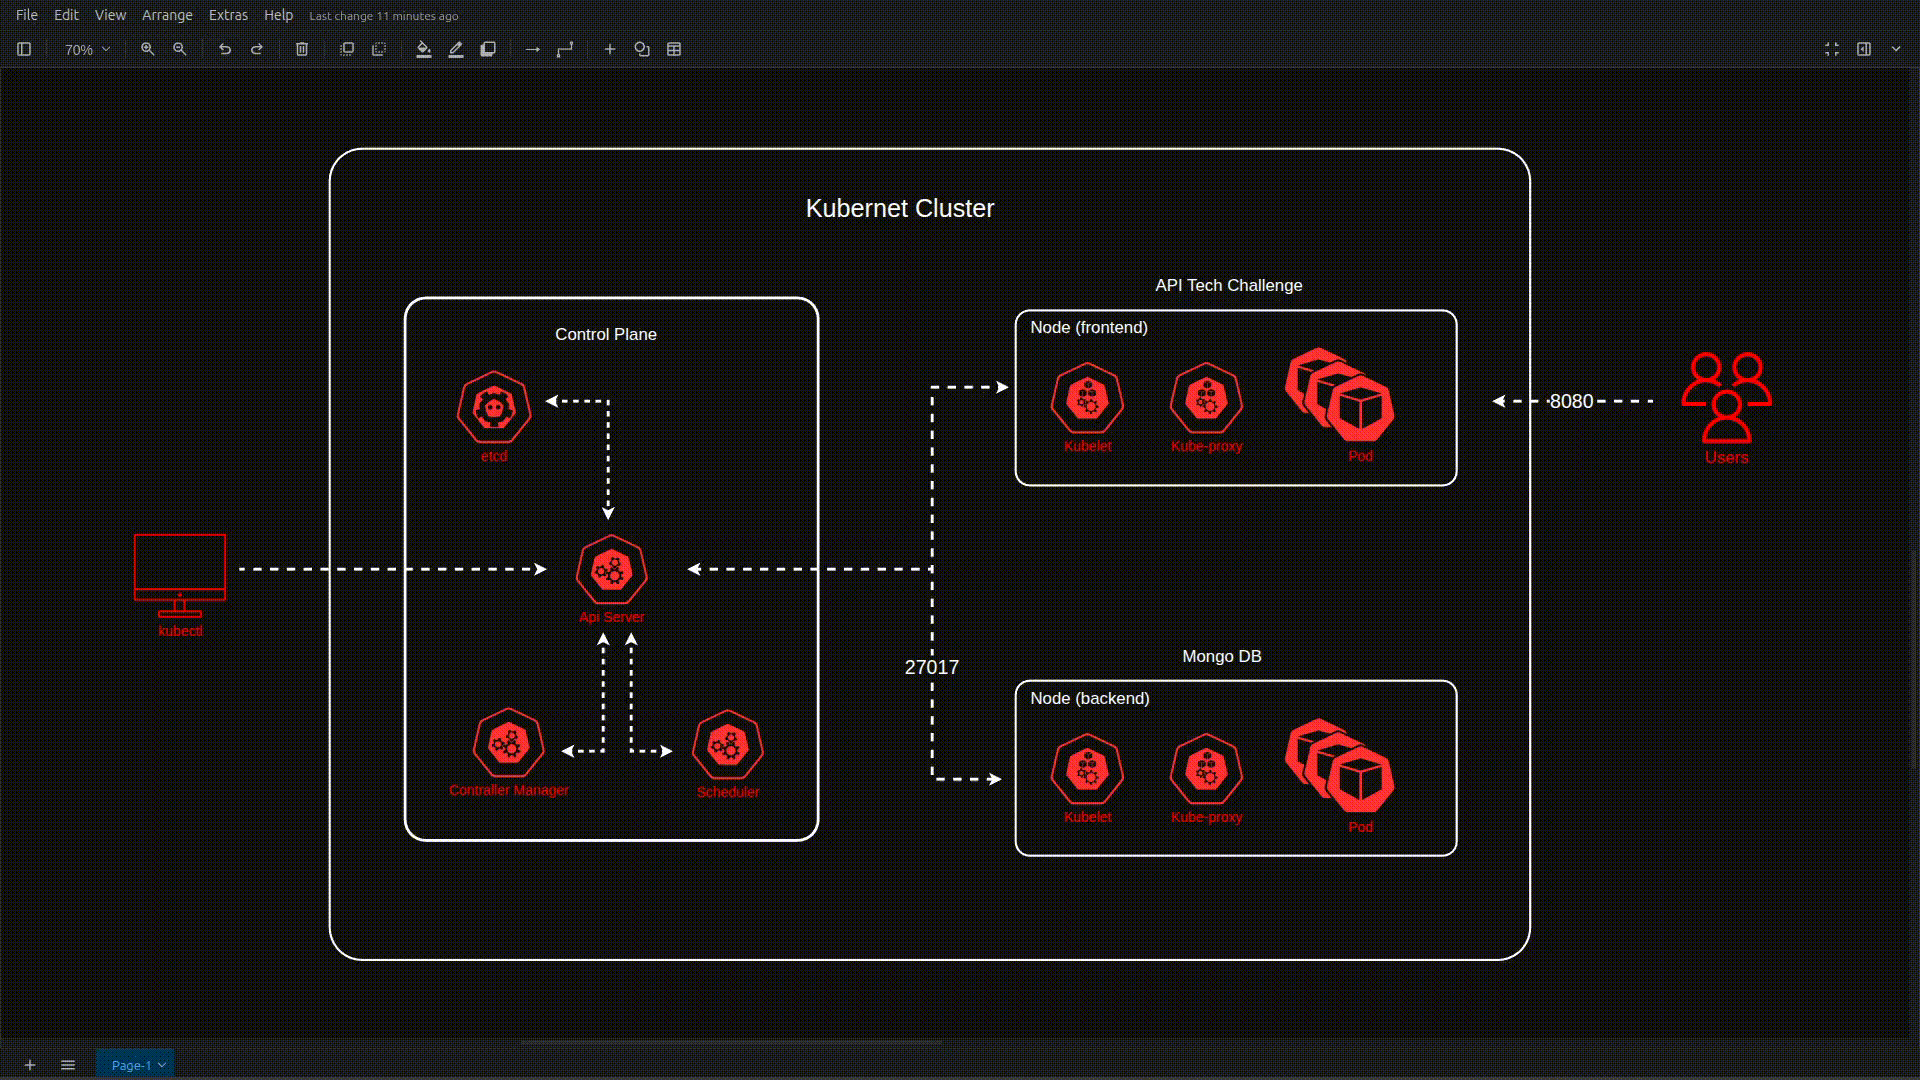 File Edit View Arrange Extras Help Last change 11 minutes ago
70%
Kubernet Cluster
API Tech Challenge
Node (frontend)
Control Plane
Kubelet
Kube-proxy
Pod
etcd
8080
Users
Api Server
kubectl
27017
Mongo DB
Node (backend)
Contraller Manager
Scheduler
Kubelet
Kube-proxy
Pod
Page-1